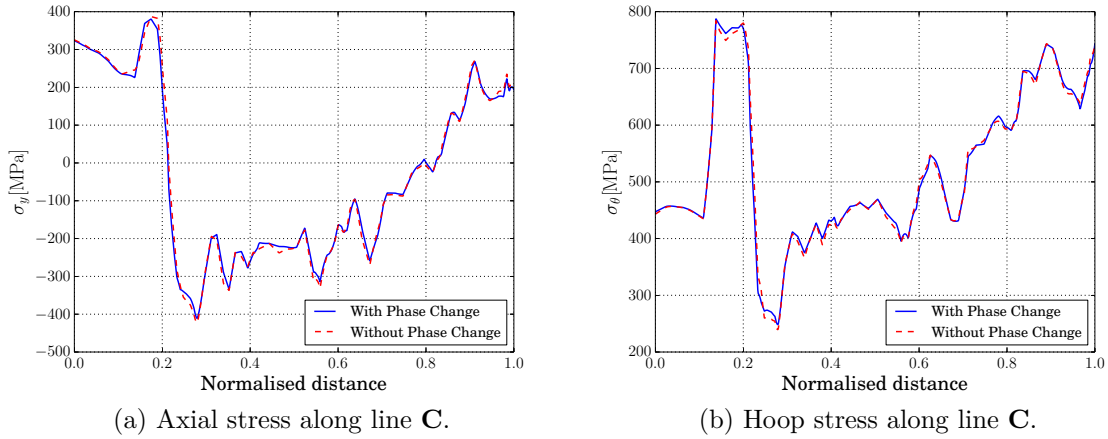 400
300
200
100
0
−100
−200
−300
−400
−500
σy [MPa]
0.0 0.2 0.4 0.6 0.8 1.0
Normalised distance
With Phase Change
Without Phase Change
(a) Axial stress along line C.
800
700
600
500
400
300
200
σθ [MPa]
0.0 0.2 0.4 0.6 0.8 1.0
Normalised distance
With Phase Change
Without Phase Change
(b) Hoop stress along line C.